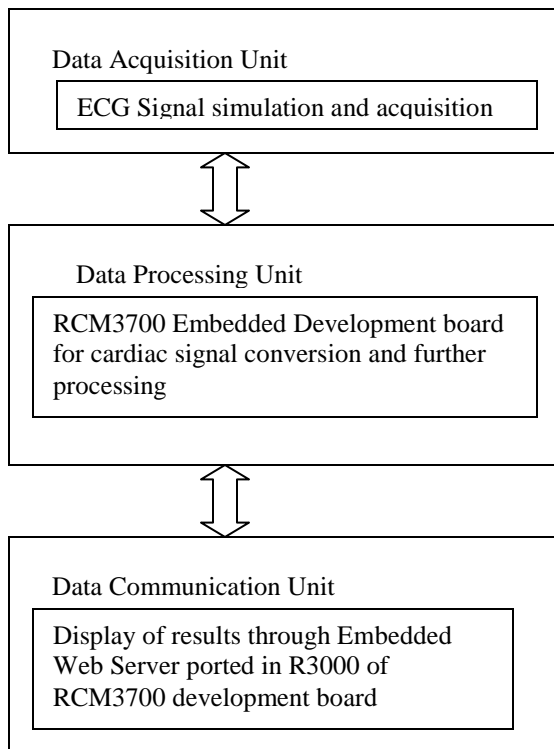 Data Acquisition Unit
ECG Signal simulation and acquisition
Data Processing Unit
RCM3700 Embedded Development board
for cardiac signal conversion and further
processing
Data Communication Unit
Display of results through Embedded
Web Server ported in R3000 of
RCM3700 development board